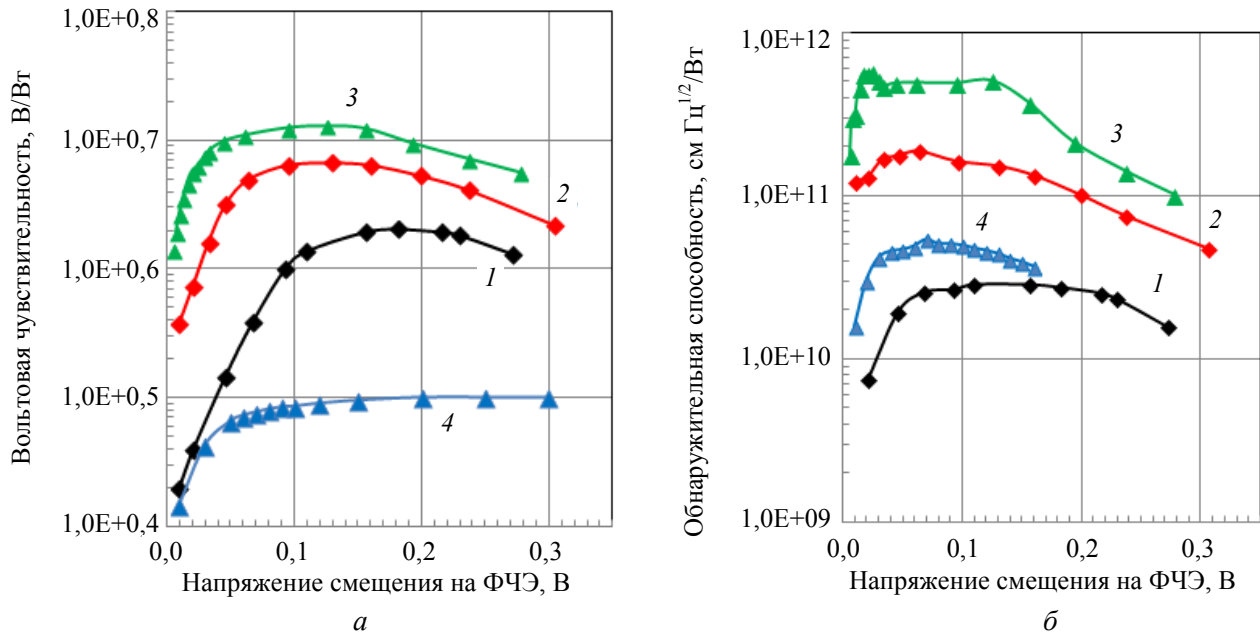 Вольтовая чувствительность, В/Вт
1,0E+0,8
1,0E+0,7
1,0E+0,6
1,0E+0,5
1,0E+0,4
3
2
1
4
0,0 0,1 0,2 0,3
Напряжение смещения на ФЧЭ, В
а
Обнаружительная способность, см Гц1/2/Вт
1,0E+12
1,0E+11
1,0E+10
1,0E+09
3
2
4
1
0,0 0,1 0,2 0,3
Напряжение смещения на ФЧЭ, В
б